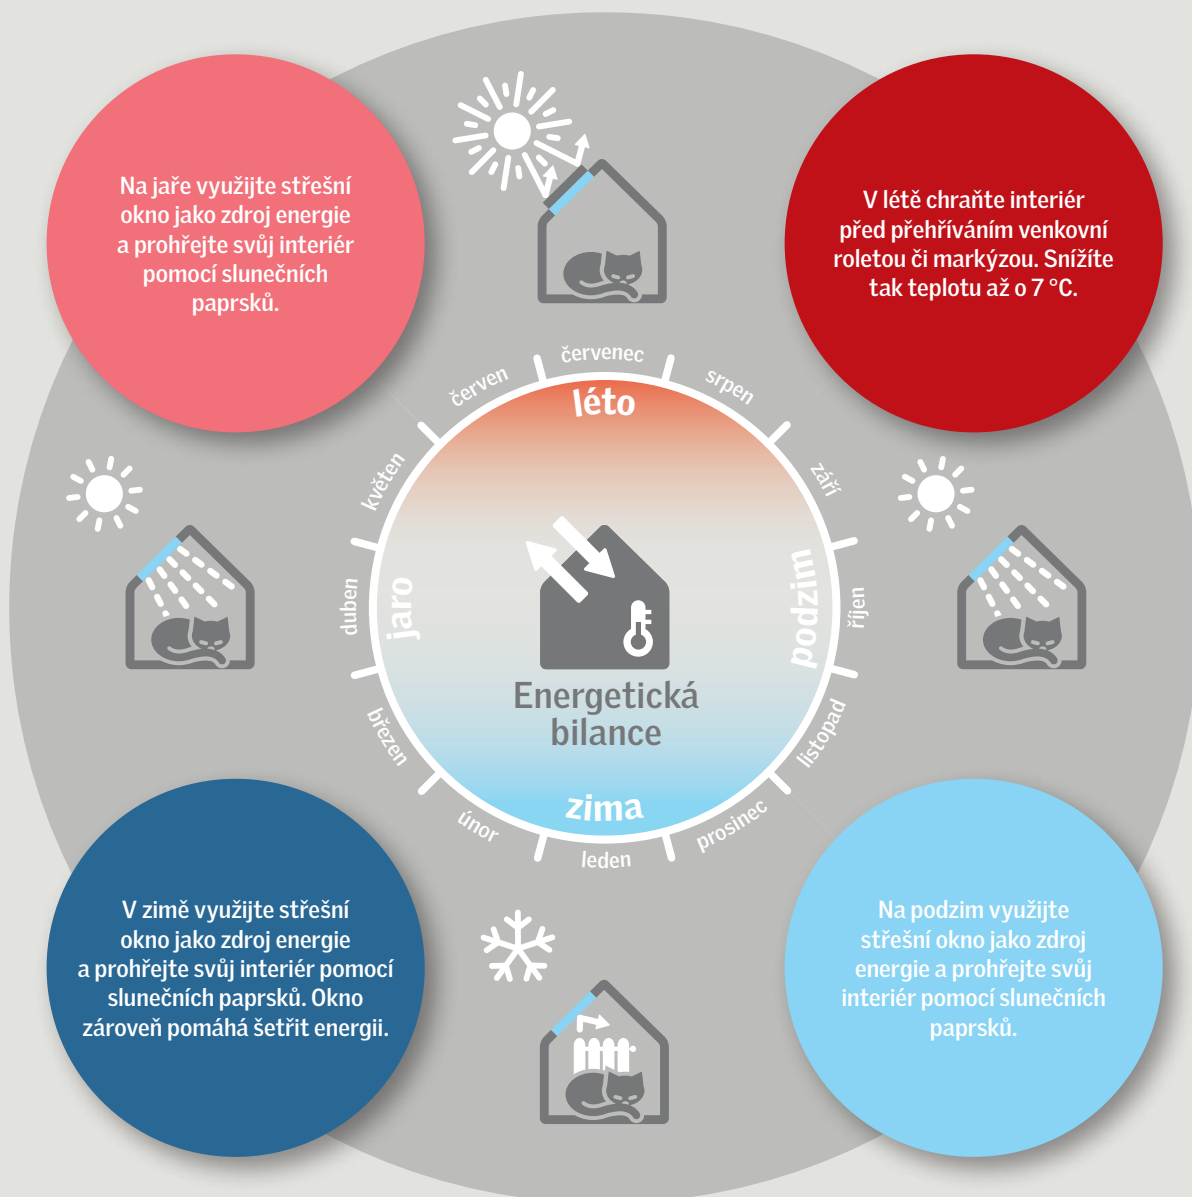 Na jaře využijte střešní
okno jako zdroj energie
a prohřejte svůj interiér
pomocí slunečních
paprsků.
V létě chraňte interiér
před přehříváním venkovní
roletou či markýzou. Snížíte
tak teplotu až o 7 °C.
červenec
srpen
září
říjen
listopad
prosinec
leden
únor
březen
duben
květen
červen
léto
podzim
zima
jaro
Energetická
bilance
V zimě využijte střešní
okno jako zdroj energie
a prohřejte svůj interiér pomocí
slunečních paprsků. Okno
zároveň pomáhá šetřit energii.
Na podzim využijte
střešní okno jako zdroj
energie a prohřejte svůj
interiér pomocí slunečních
paprsků.